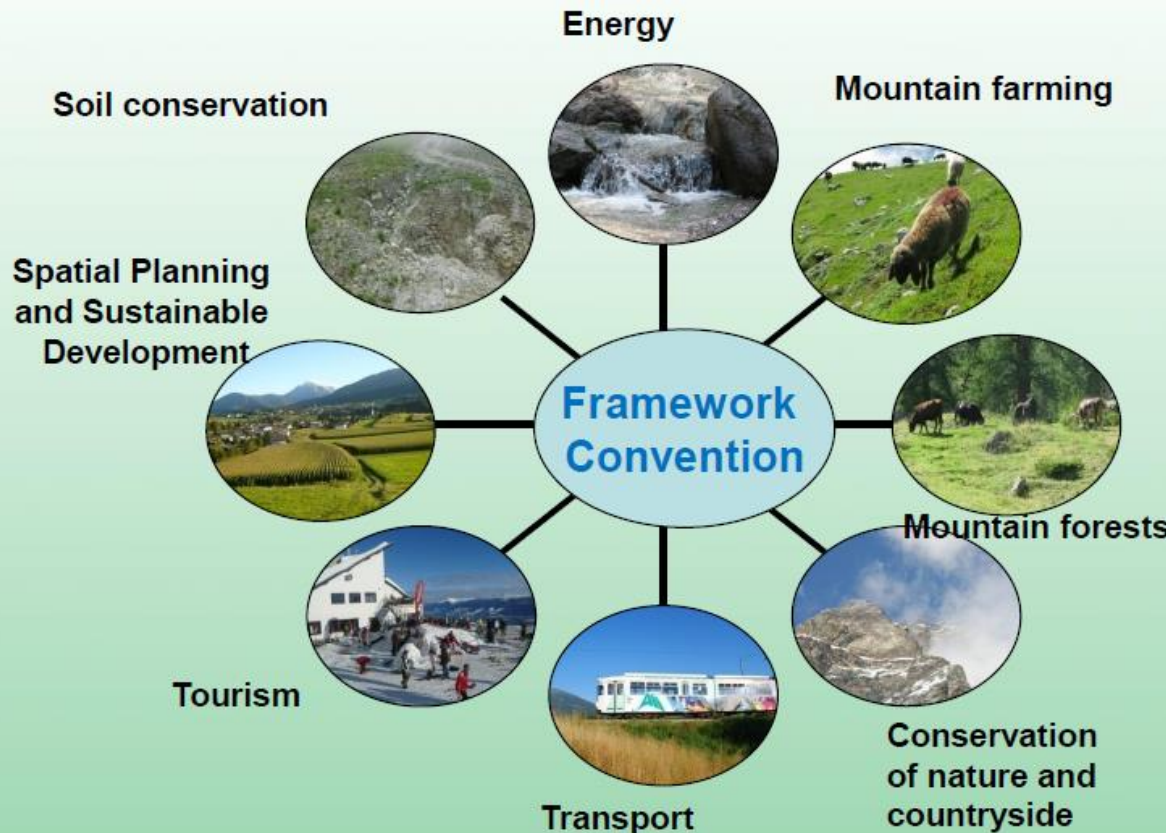 Energy
Mountain farming
Soil conservation
Spatial Planning
and Sustainable
Development
Framework
Convention
Mountain forests
Tourism
Transport
Conservation
of nature and
countryside